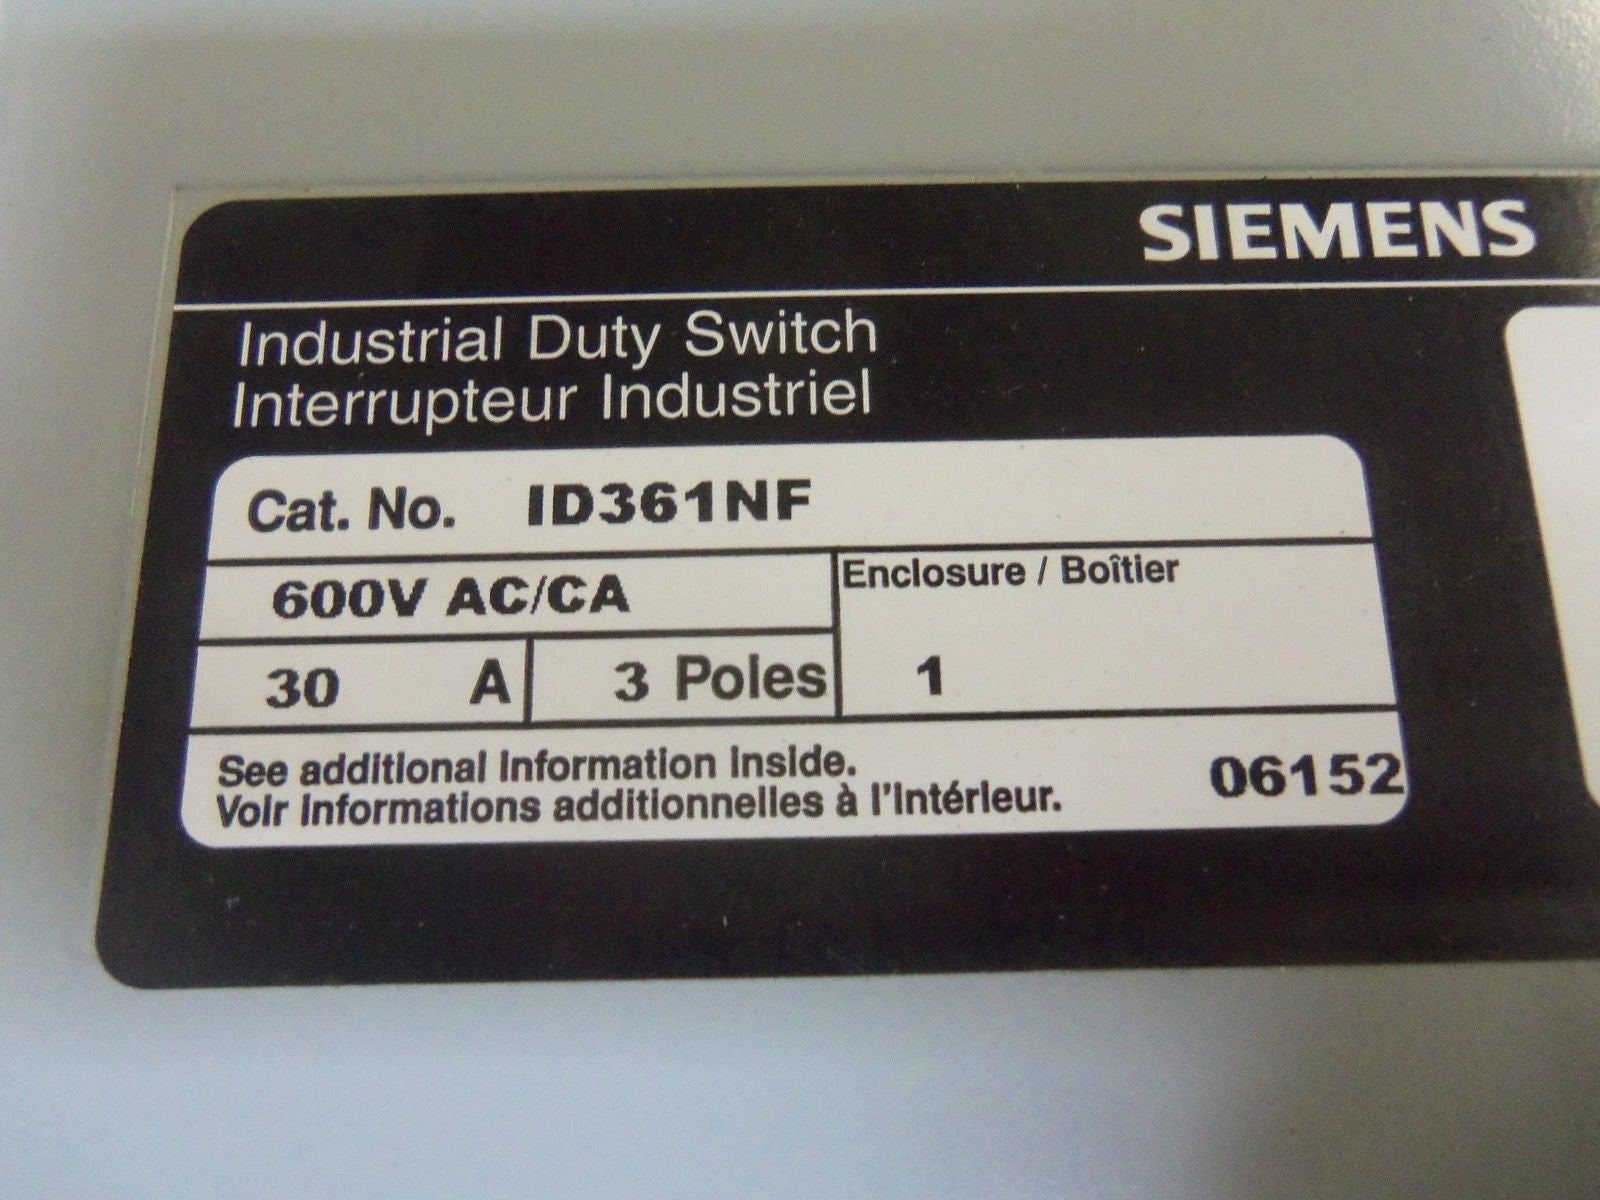 SIEMENS
Industrial Duty Switch
Interrupteur Industriel
Cat. No. ID361NF
600V AC/CA
Enclosure / Boîtier
30 A 3 Poles 1
See additional information inside.
Voir informations additionnelles à l'intérieur.
06152